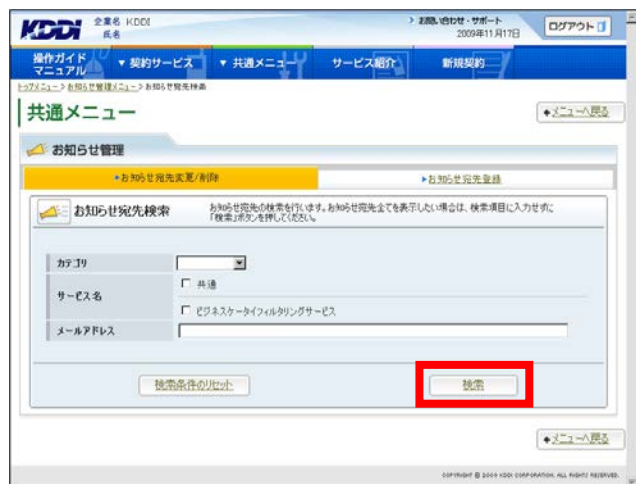 KDDI
企業名 KDDI
氏名
お問い合わせ・サポート
2009年11月17日
ログアウト
操作ガイド
マニュアル
▼ 契約サービス
▼ 共通メニュー
サービス紹介
新規契約
トップメニュー > お知らせ管理メニュー > お知らせ宛先検索
共通メニュー
◆メニューへ戻る
お知らせ管理
▸お知らせ宛先変更/削除
▸お知らせ宛先登録
お知らせ宛先検索
お知らせ宛先の検索を行います。お知らせ宛先全てを表示したい場合は、検索項目に入力せずに
「検索」ボタンを押してください。
カテゴリ
サービス名
共通
ビジネスケータイフィルタリングサービス
メールアドレス
検索条件のリセット
検索
◆メニューへ戻る
COPYRIGHT © 2009 KDDI CORPORATION. ALL RIGHTS RESERVED.